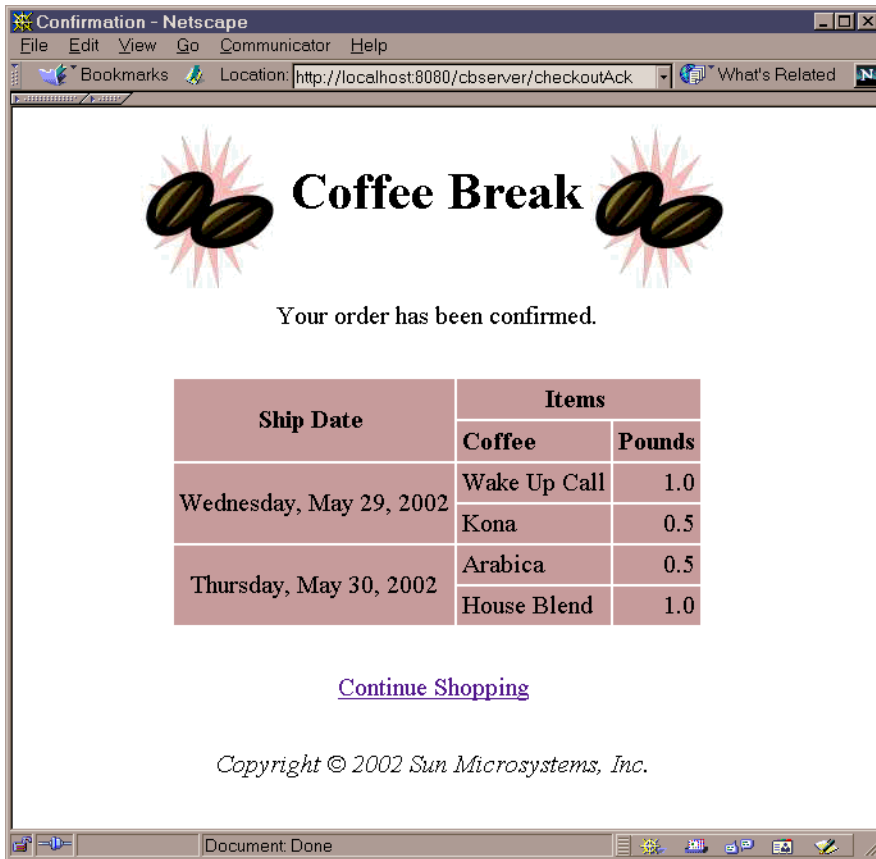 Confirmation - Netscape
File Edit View Go Communicator Help
Bookmarks Location: http://localhost:8080/cbserver/checkoutAck What's Related N
Coffee Break
Your order has been confirmed.
Ship Date Items
Coffee Pounds
Wednesday, May 29, 2002 Wake Up Call 1.0
Kona 0.5
Thursday, May 30, 2002 Arabica 0.5
House Blend 1.0
Continue Shopping
Copyright © 2002 Sun Microsystems, Inc.
Document: Done